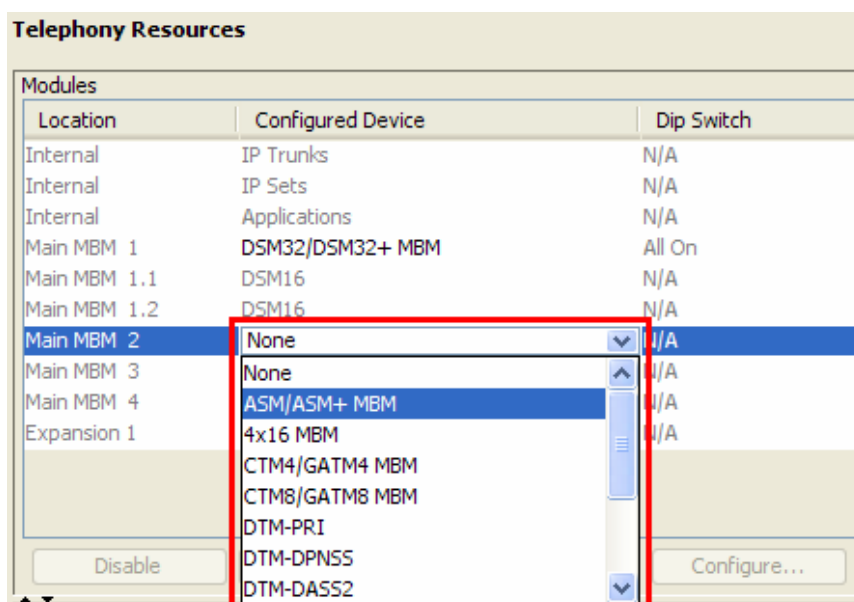 Telephony Resources
Modules
Location Configured Device Dip Switch
Internal IP Trunks N/A
Internal IP Sets N/A
Internal Applications N/A
Main MBM 1 DSM32/DSM32+ MBM All On
Main MBM 1.1 DSM16 N/A
Main MBM 1.2 DSM16 N/A
Main MBM 2 None N/A
Main MBM 3 None N/A
Main MBM 4 ASM/ASM+ MBM N/A
Expansion 1 4x16 MBM N/A
CTM4/GATM4 MBM
CTM8/GATM8 MBM
DTM-PRI
Disable DTM-DPNSS Configure...
DTM-DASS2